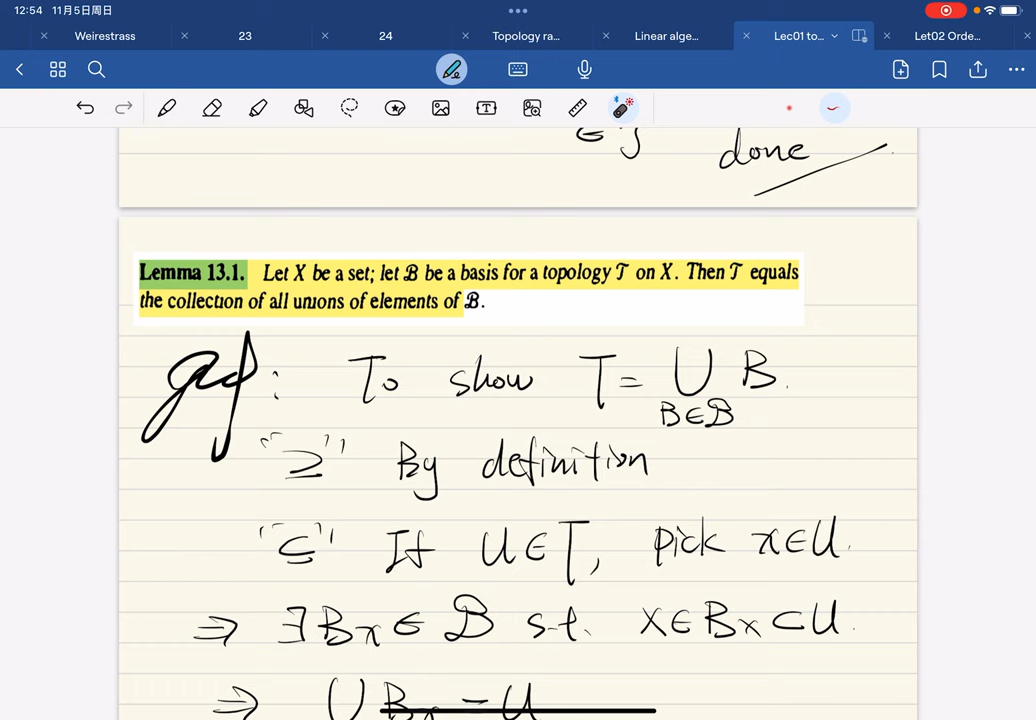 12:54 11月5日周日
Weirestrass 23 24 Topology ra... Linear alge... Lec01 to... Let02 Orde...
done
Lemma 13.1. Let X be a set; let ℬ be a basis for a topology 𝒯 on X. Then 𝒯 equals
the collection of all unions of elements of ℬ.
To show T = ∪ B.
B∈ℬ
"⊇" By definition
"⊆" If U∈T, pick x∈U.
⇒ ∃Bx∈ℬ s.t. x∈Bx⊂U.
⇒ ∪ Bx = U